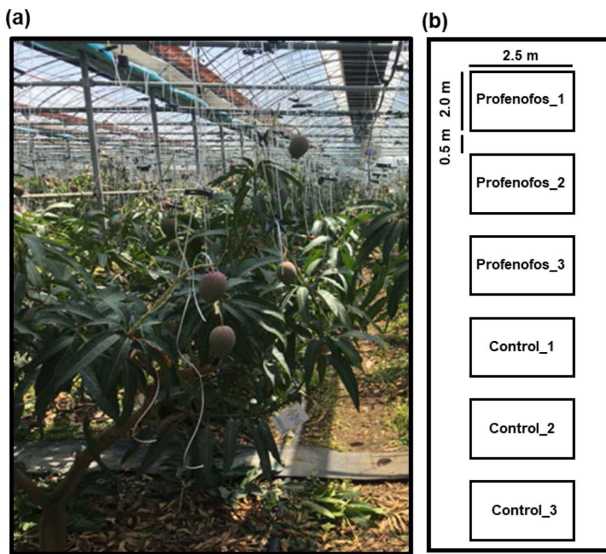 (a)
(b)
2.5 m
2.0 m
0.5 m
Profenofos_1
Profenofos_2
Profenofos_3
Control_1
Control_2
Control_3